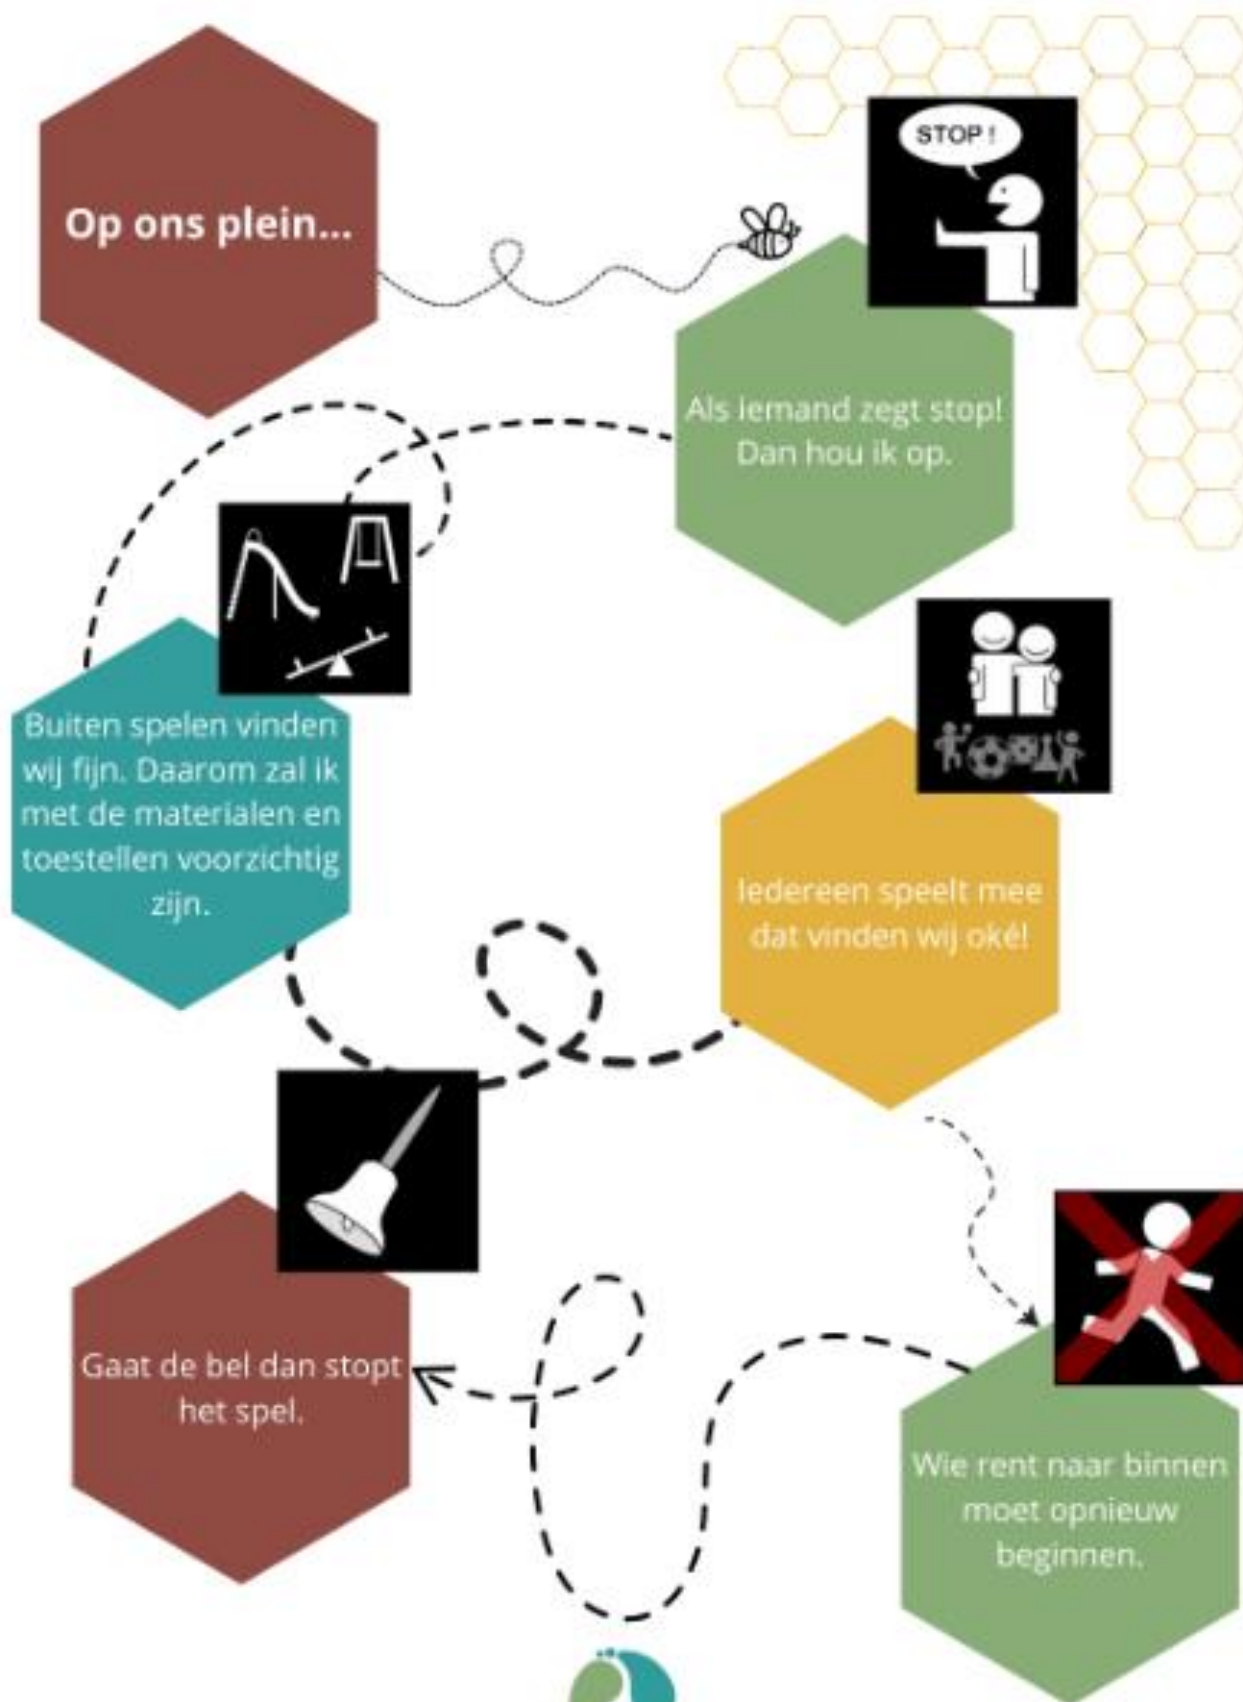 Op ons plein...
STOP !
Als iemand zegt stop!
Dan hou ik op.
Buiten spelen vinden
wij fijn. Daarom zal ik
met de materialen en
toestellen voorzichtig
zijn.
Iedereen speelt mee
dat vinden wij oké!
Wie rent naar binnen
moet opnieuw
beginnen.
Gaat de bel dan stopt
het spel.